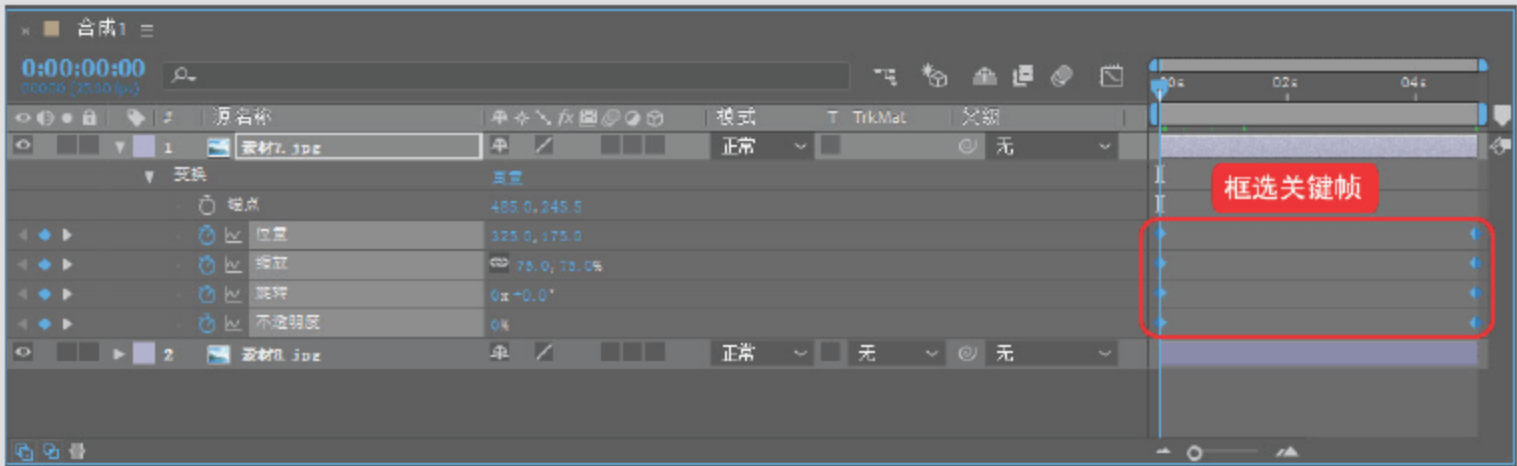 合成1
0:00:00:00
00000 (25.00 fps)
00s 02s 04s
# 源名称 模式 T TrkMat 父级
1 素材7.jpg 正常 无
变换 重置
框选关键帧
锚点 485.0,245.5
位置 325.0,175.0
缩放 75.0,75.0%
旋转 0x+0.0°
不透明度 0%
2 素材8.jpg 正常 无 无